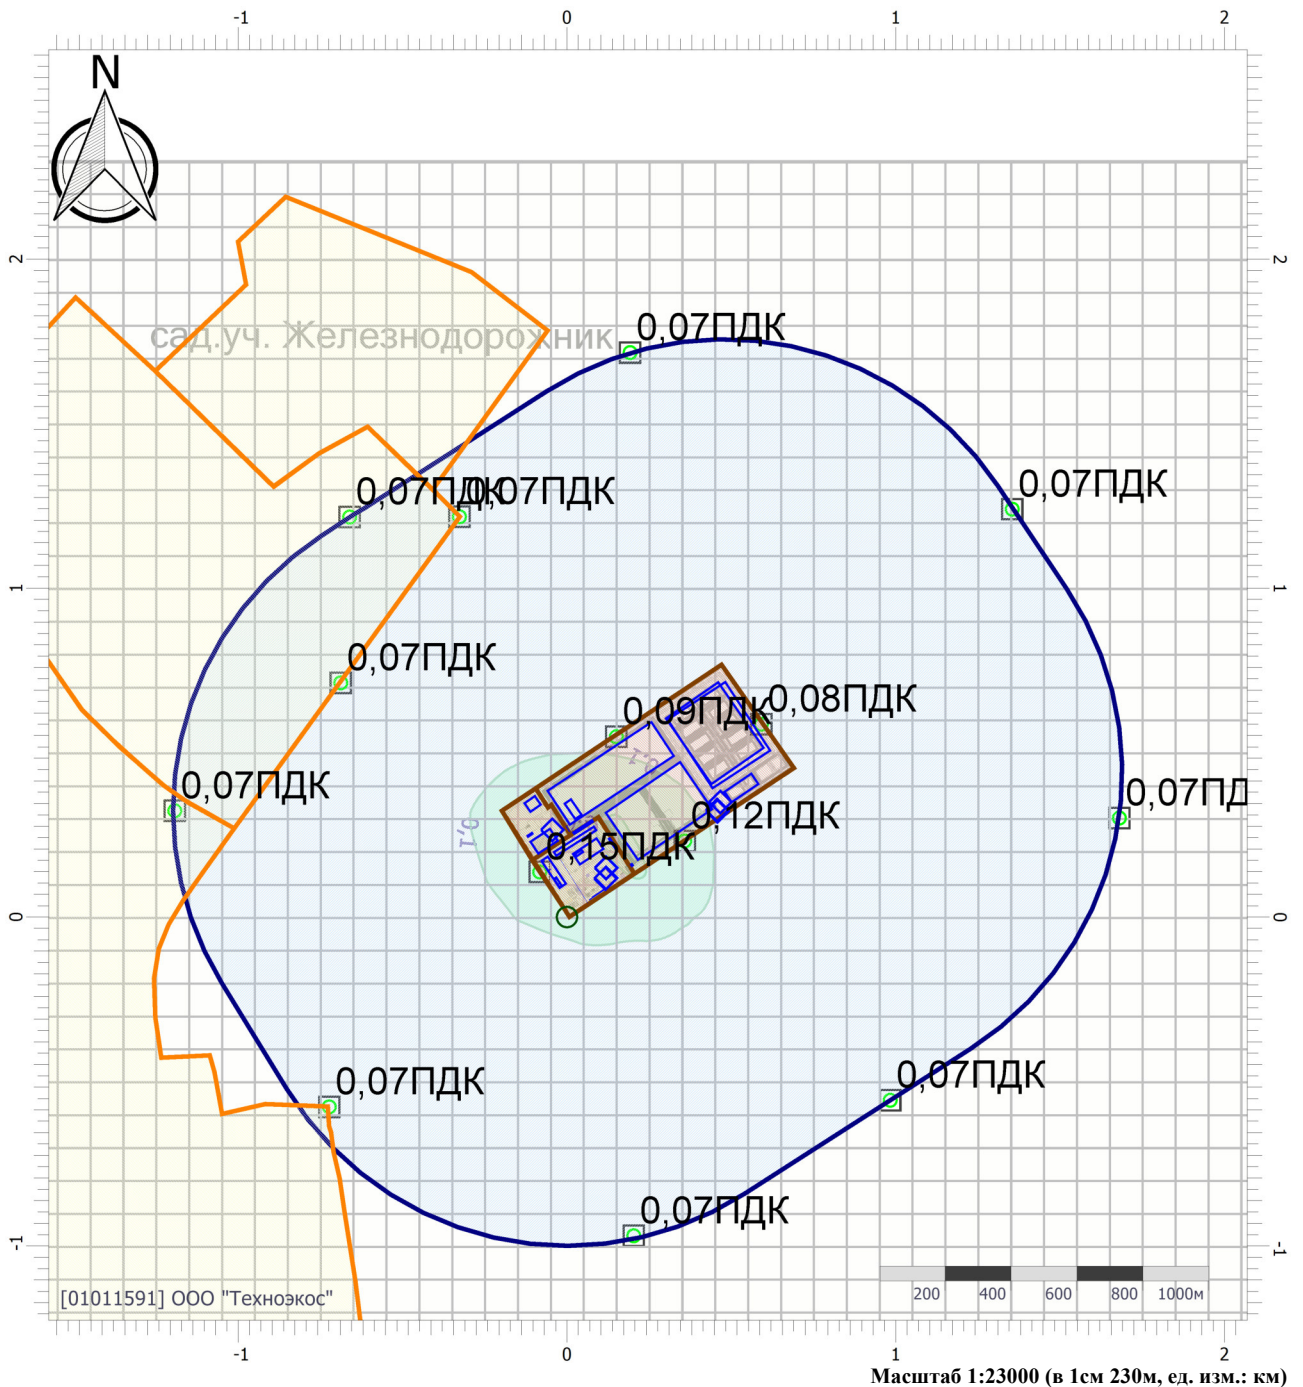 -1 0 1 2
N
2 2
сад.уч. Железнодорожник
0,07ПДК
0,07ПДК
0,07ПДК 0,07ПДК
1 1
0,07ПДК
0,08ПДК
0,09ПДК
0,1
0,07ПДК
0,07ПД
0,12ПДК
0,1
0,15ПДК
0 0
0,07ПДК
0,07ПДК
0,07ПДК
-1 -1
[01011591] ООО "Техноэкос"
200 400 600 800 1000м
-1 0 1 2
Масштаб 1:23000 (в 1см 230м, ед. изм.: км)